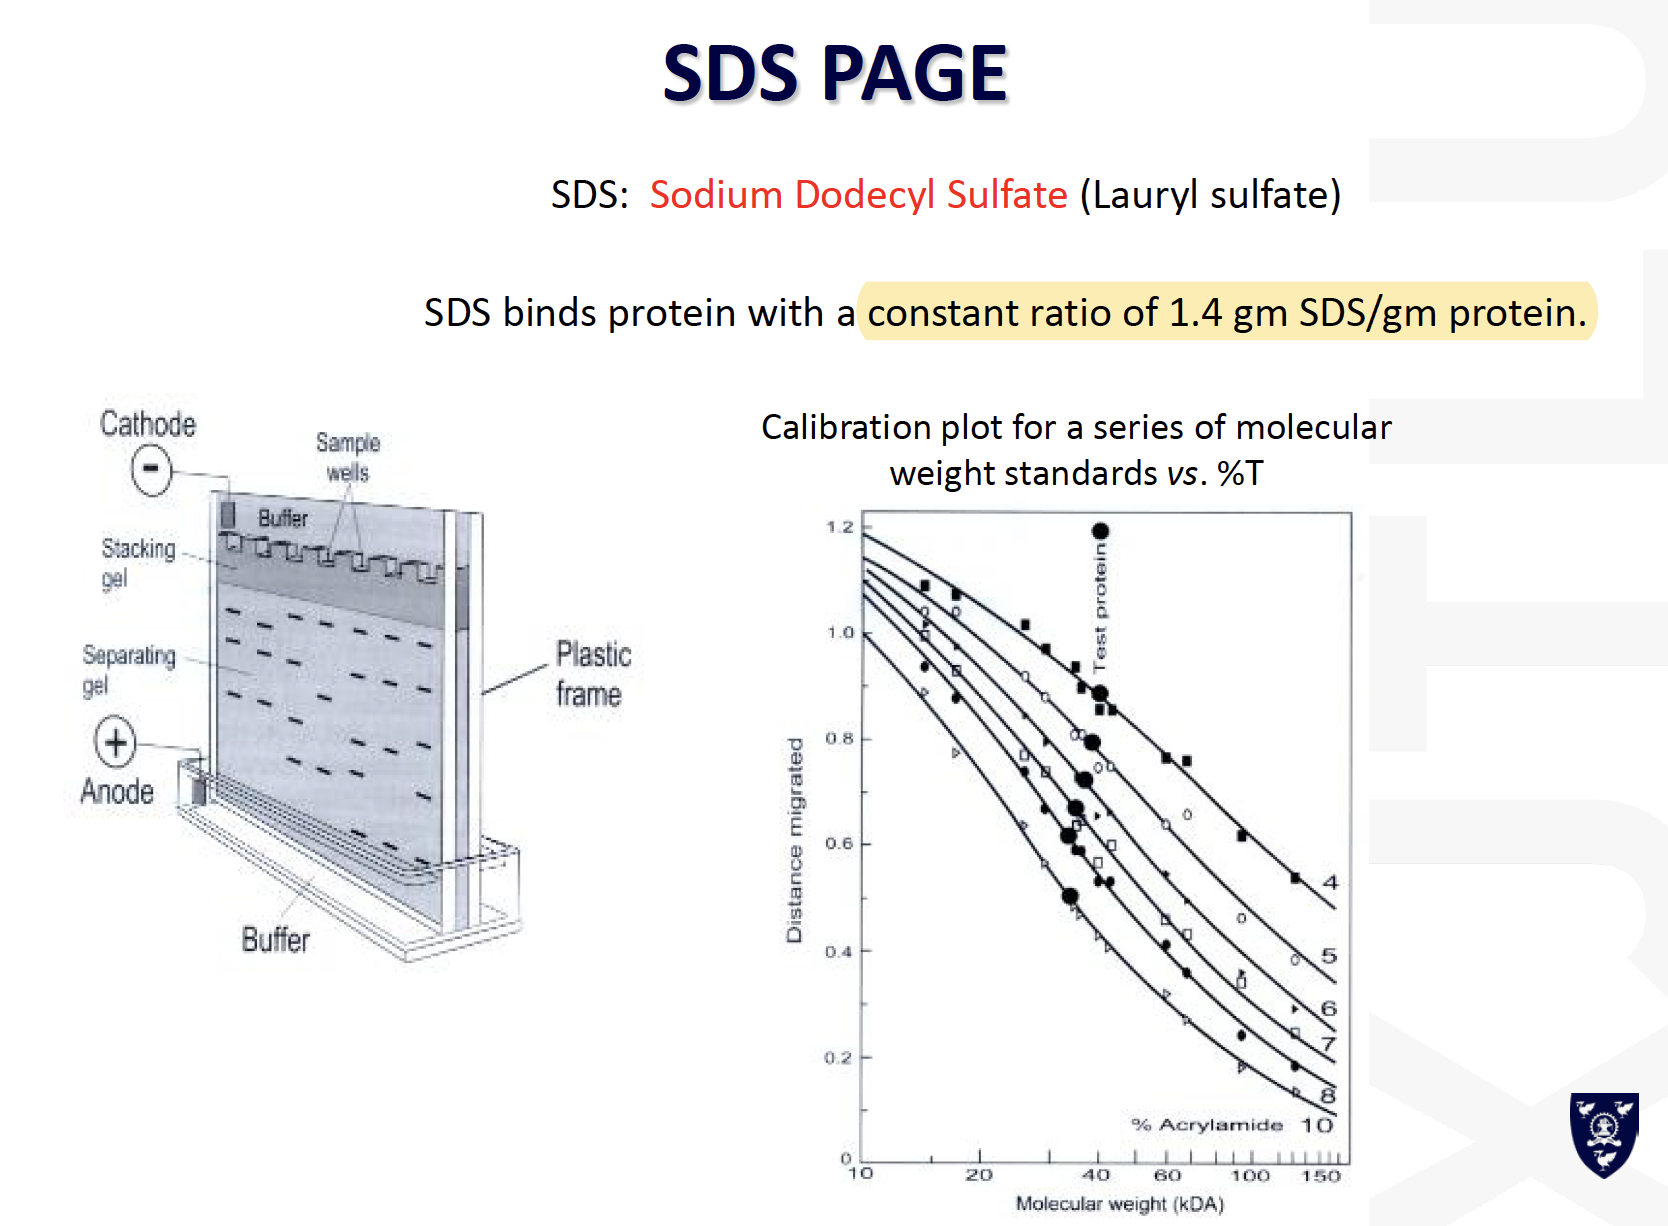 SDS PAGE
SDS: Sodium Dodecyl Sulfate (Lauryl sulfate)
SDS binds protein with a constant ratio of 1.4 gm SDS/gm protein.
Cathode
-
Sample
wells
Buffer
Stacking
gel
Separating
gel
+
Anode
Plastic
frame
Buffer
Calibration plot for a series of molecular
weight standards vs. %T
Distance migrated
1.2
1.0
0.8
0.6
0.4
0.2
0
Test protein
4
5
6
7
8
% Acrylamide 10
10 20 40 60 100 150
Molecular weight (kDA)